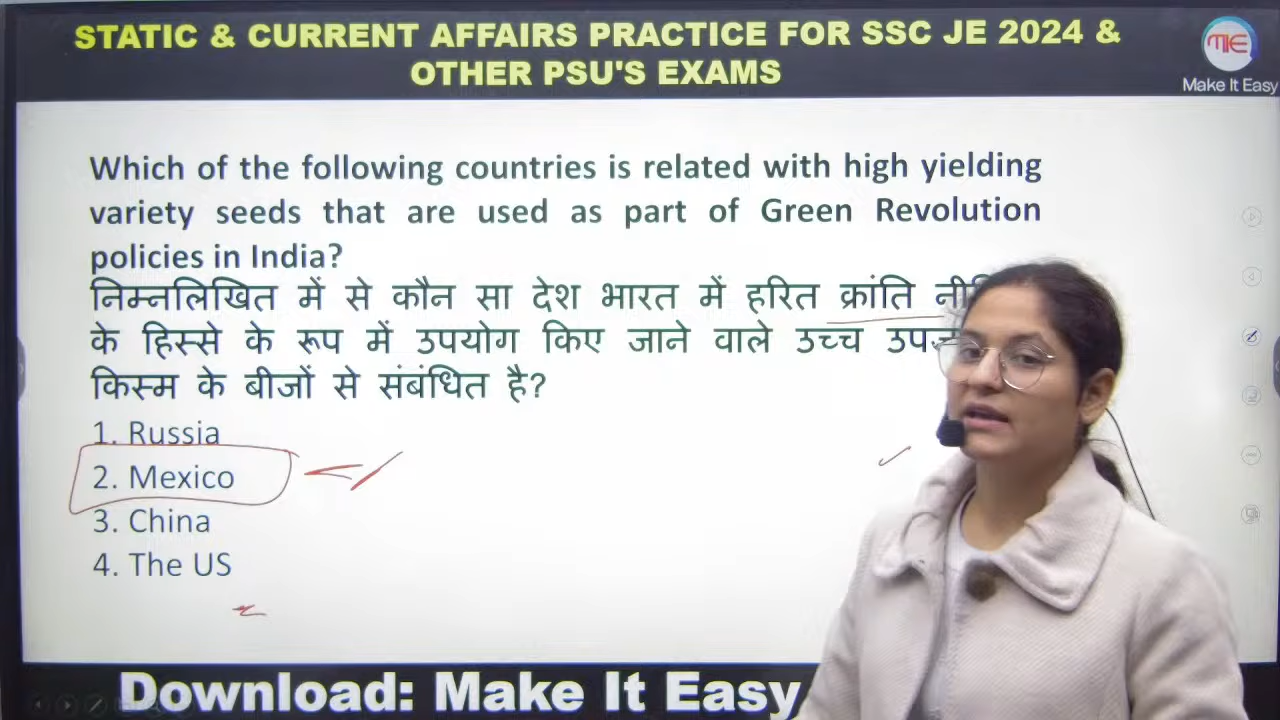 STATIC & CURRENT AFFAIRS PRACTICE FOR SSC JE 2024 &
OTHER PSU'S EXAMS
MIE
Make It Easy
Which of the following countries is related with high yielding
variety seeds that are used as part of Green Revolution
policies in India?
निम्नलिखित में से कौन सा देश भारत में हरित क्रांति
के हिस्से के रूप में उपयोग किए जाने वाले उच्च
किस्म के बीजों से संबंधित है?
1. Russia
2. Mexico
3. China
4. The US
Download: Make It Easy